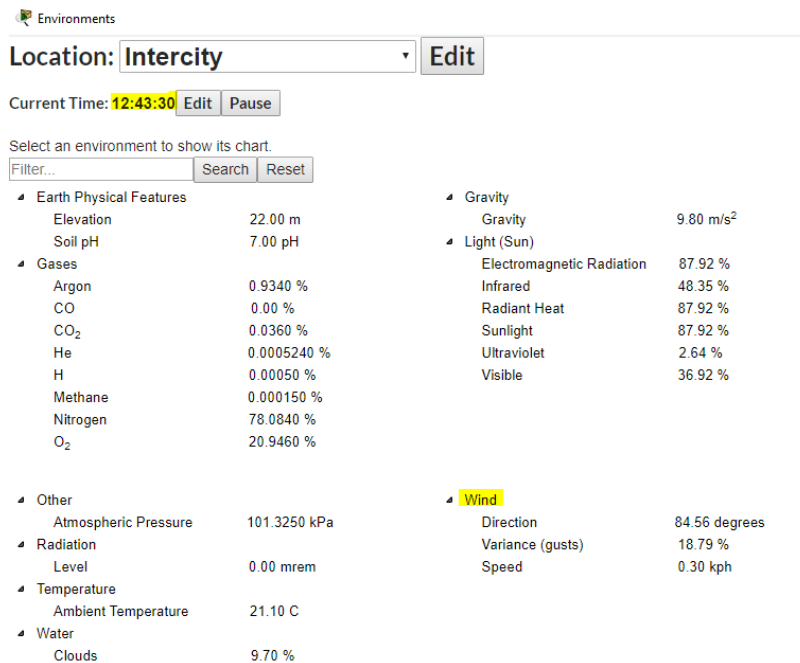 Environments
Location: Intercity Edit
Current Time: 12:43:30 Edit Pause
Select an environment to show its chart.
Filter... Search Reset
Earth Physical Features
Elevation 22.00 m
Soil pH 7.00 pH
Gases
Argon 0.9340 %
CO 0.00 %
CO2 0.0360 %
He 0.0005240 %
H 0.00050 %
Methane 0.000150 %
Nitrogen 78.0840 %
O2 20.9460 %
Gravity
Gravity 9.80 m/s2
Light (Sun)
Electromagnetic Radiation 87.92 %
Infrared 48.35 %
Radiant Heat 87.92 %
Sunlight 87.92 %
Ultraviolet 2.64 %
Visible 36.92 %
Other
Atmospheric Pressure 101.3250 kPa
Radiation
Level 0.00 mrem
Temperature
Ambient Temperature 21.10 C
Water
Clouds 9.70 %
Wind
Direction 84.56 degrees
Variance (gusts) 18.79 %
Speed 0.30 kph